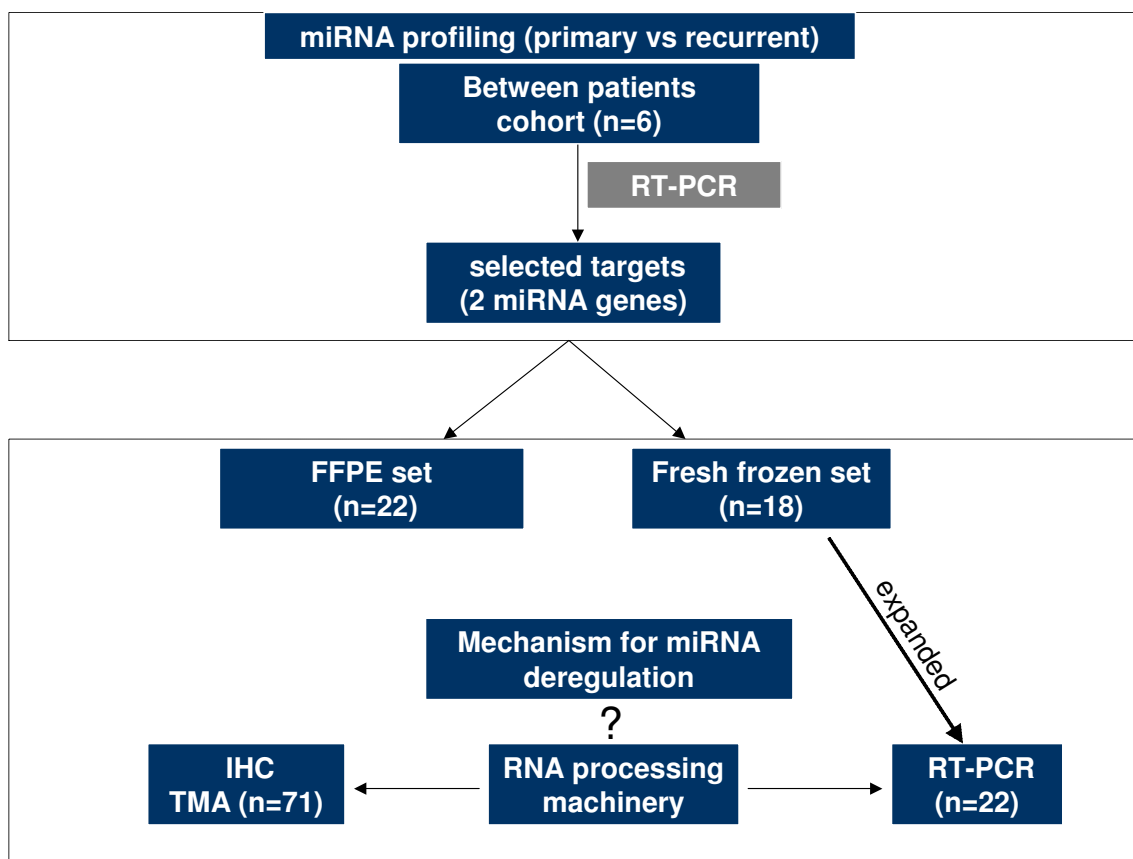 miRNA profiling (primary vs recurrent)
Between patients
cohort (n=6)
RT-PCR
selected targets
(2 miRNA genes)
FFPE set
(n=22)
Fresh frozen set
(n=18)
expanded
Mechanism for miRNA
deregulation
?
IHC
TMA (n=71)
RNA processing
machinery
RT-PCR
(n=22)